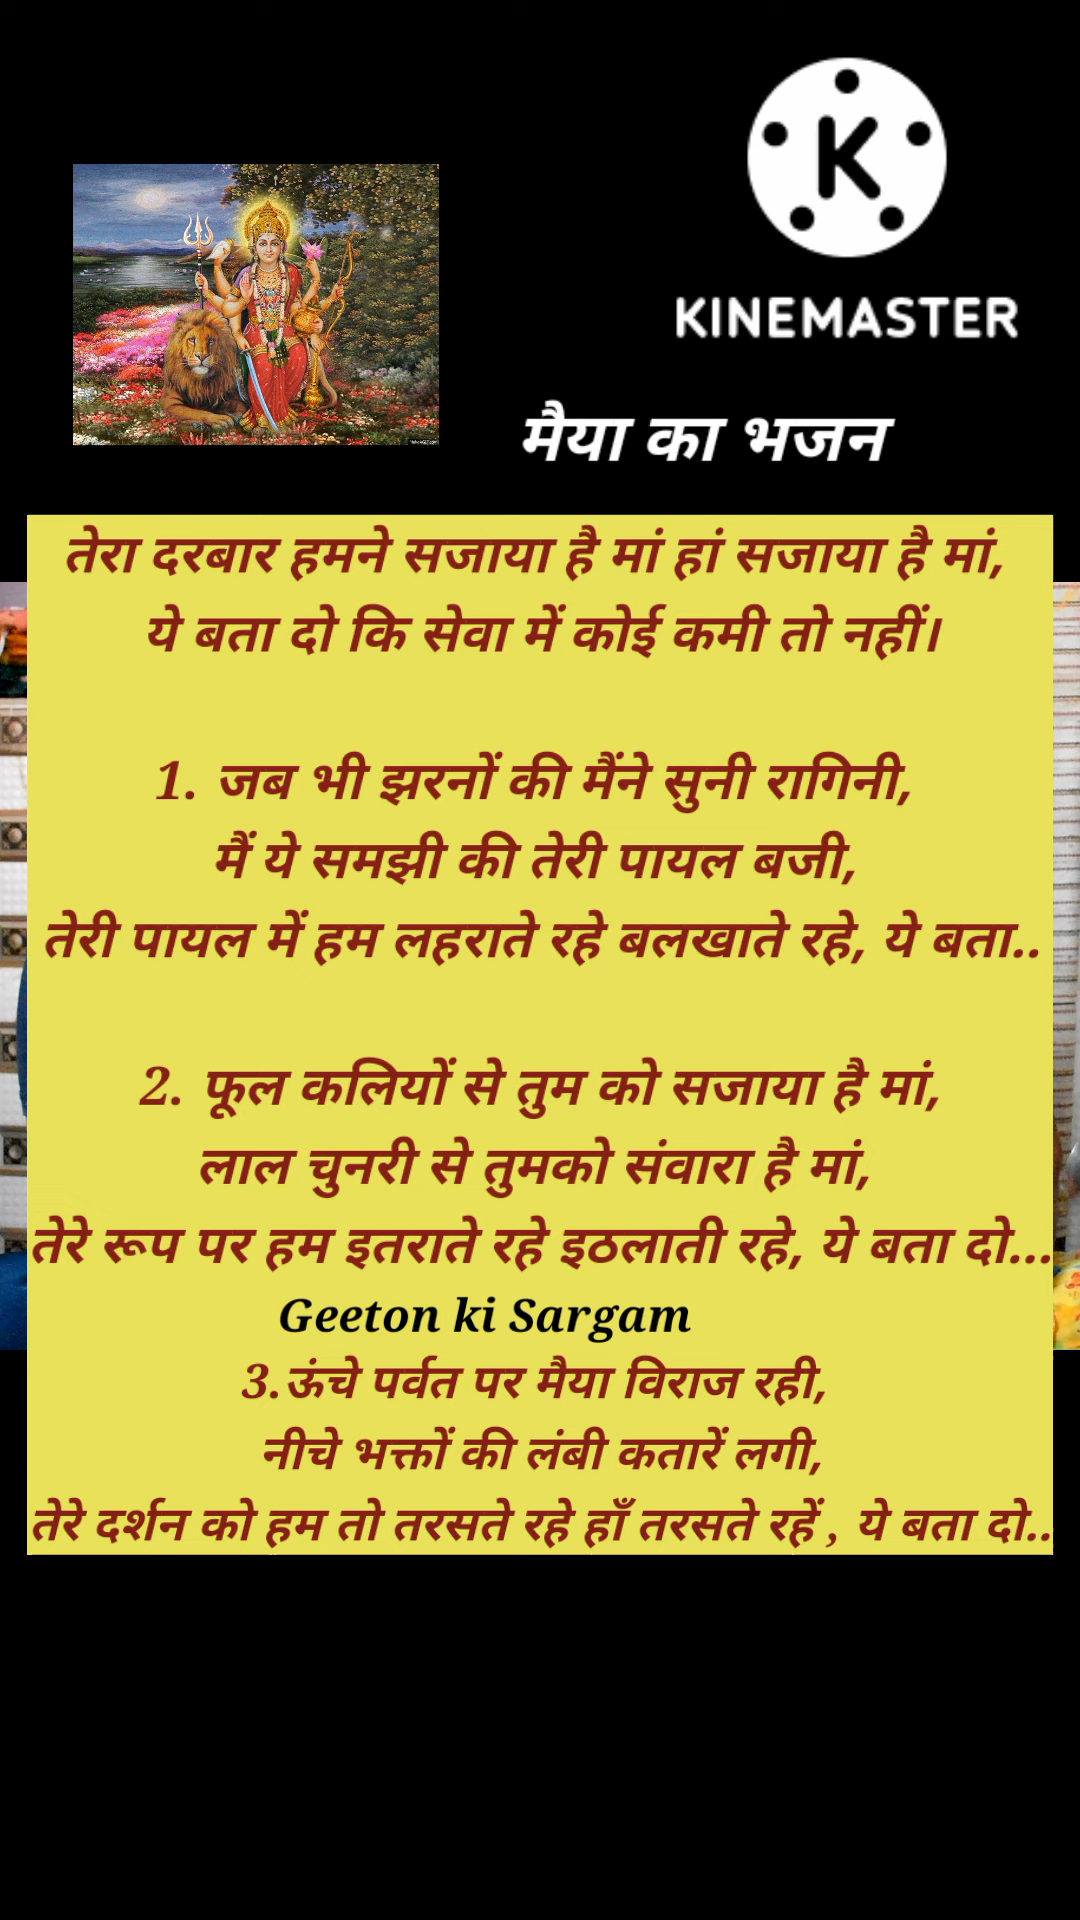 KINEMASTER
मैया का भजन
तेरा दरबार हमने सजाया है मां हां सजाया है मां,
ये बता दो कि सेवा में कोई कमी तो नहीं।
1. जब भी झरनों की मैंने सुनी रागिनी,
मैं ये समझी की तेरी पायल बजी,
तेरी पायल में हम लहराते रहे बलखाते रहे, ये बता..
2. फूल कलियों से तुम को सजाया है मां,
लाल चुनरी से तुमको संवारा है मां,
तेरे रूप पर हम इतराते रहे इठलाती रहे, ये बता दो...
Geeton ki Sargam
3.ऊंचे पर्वत पर मैया विराज रही,
नीचे भक्तों की लंबी कतारें लगी,
तेरे दर्शन को हम तो तरसते रहे हाँ तरसते रहें , ये बता दो..